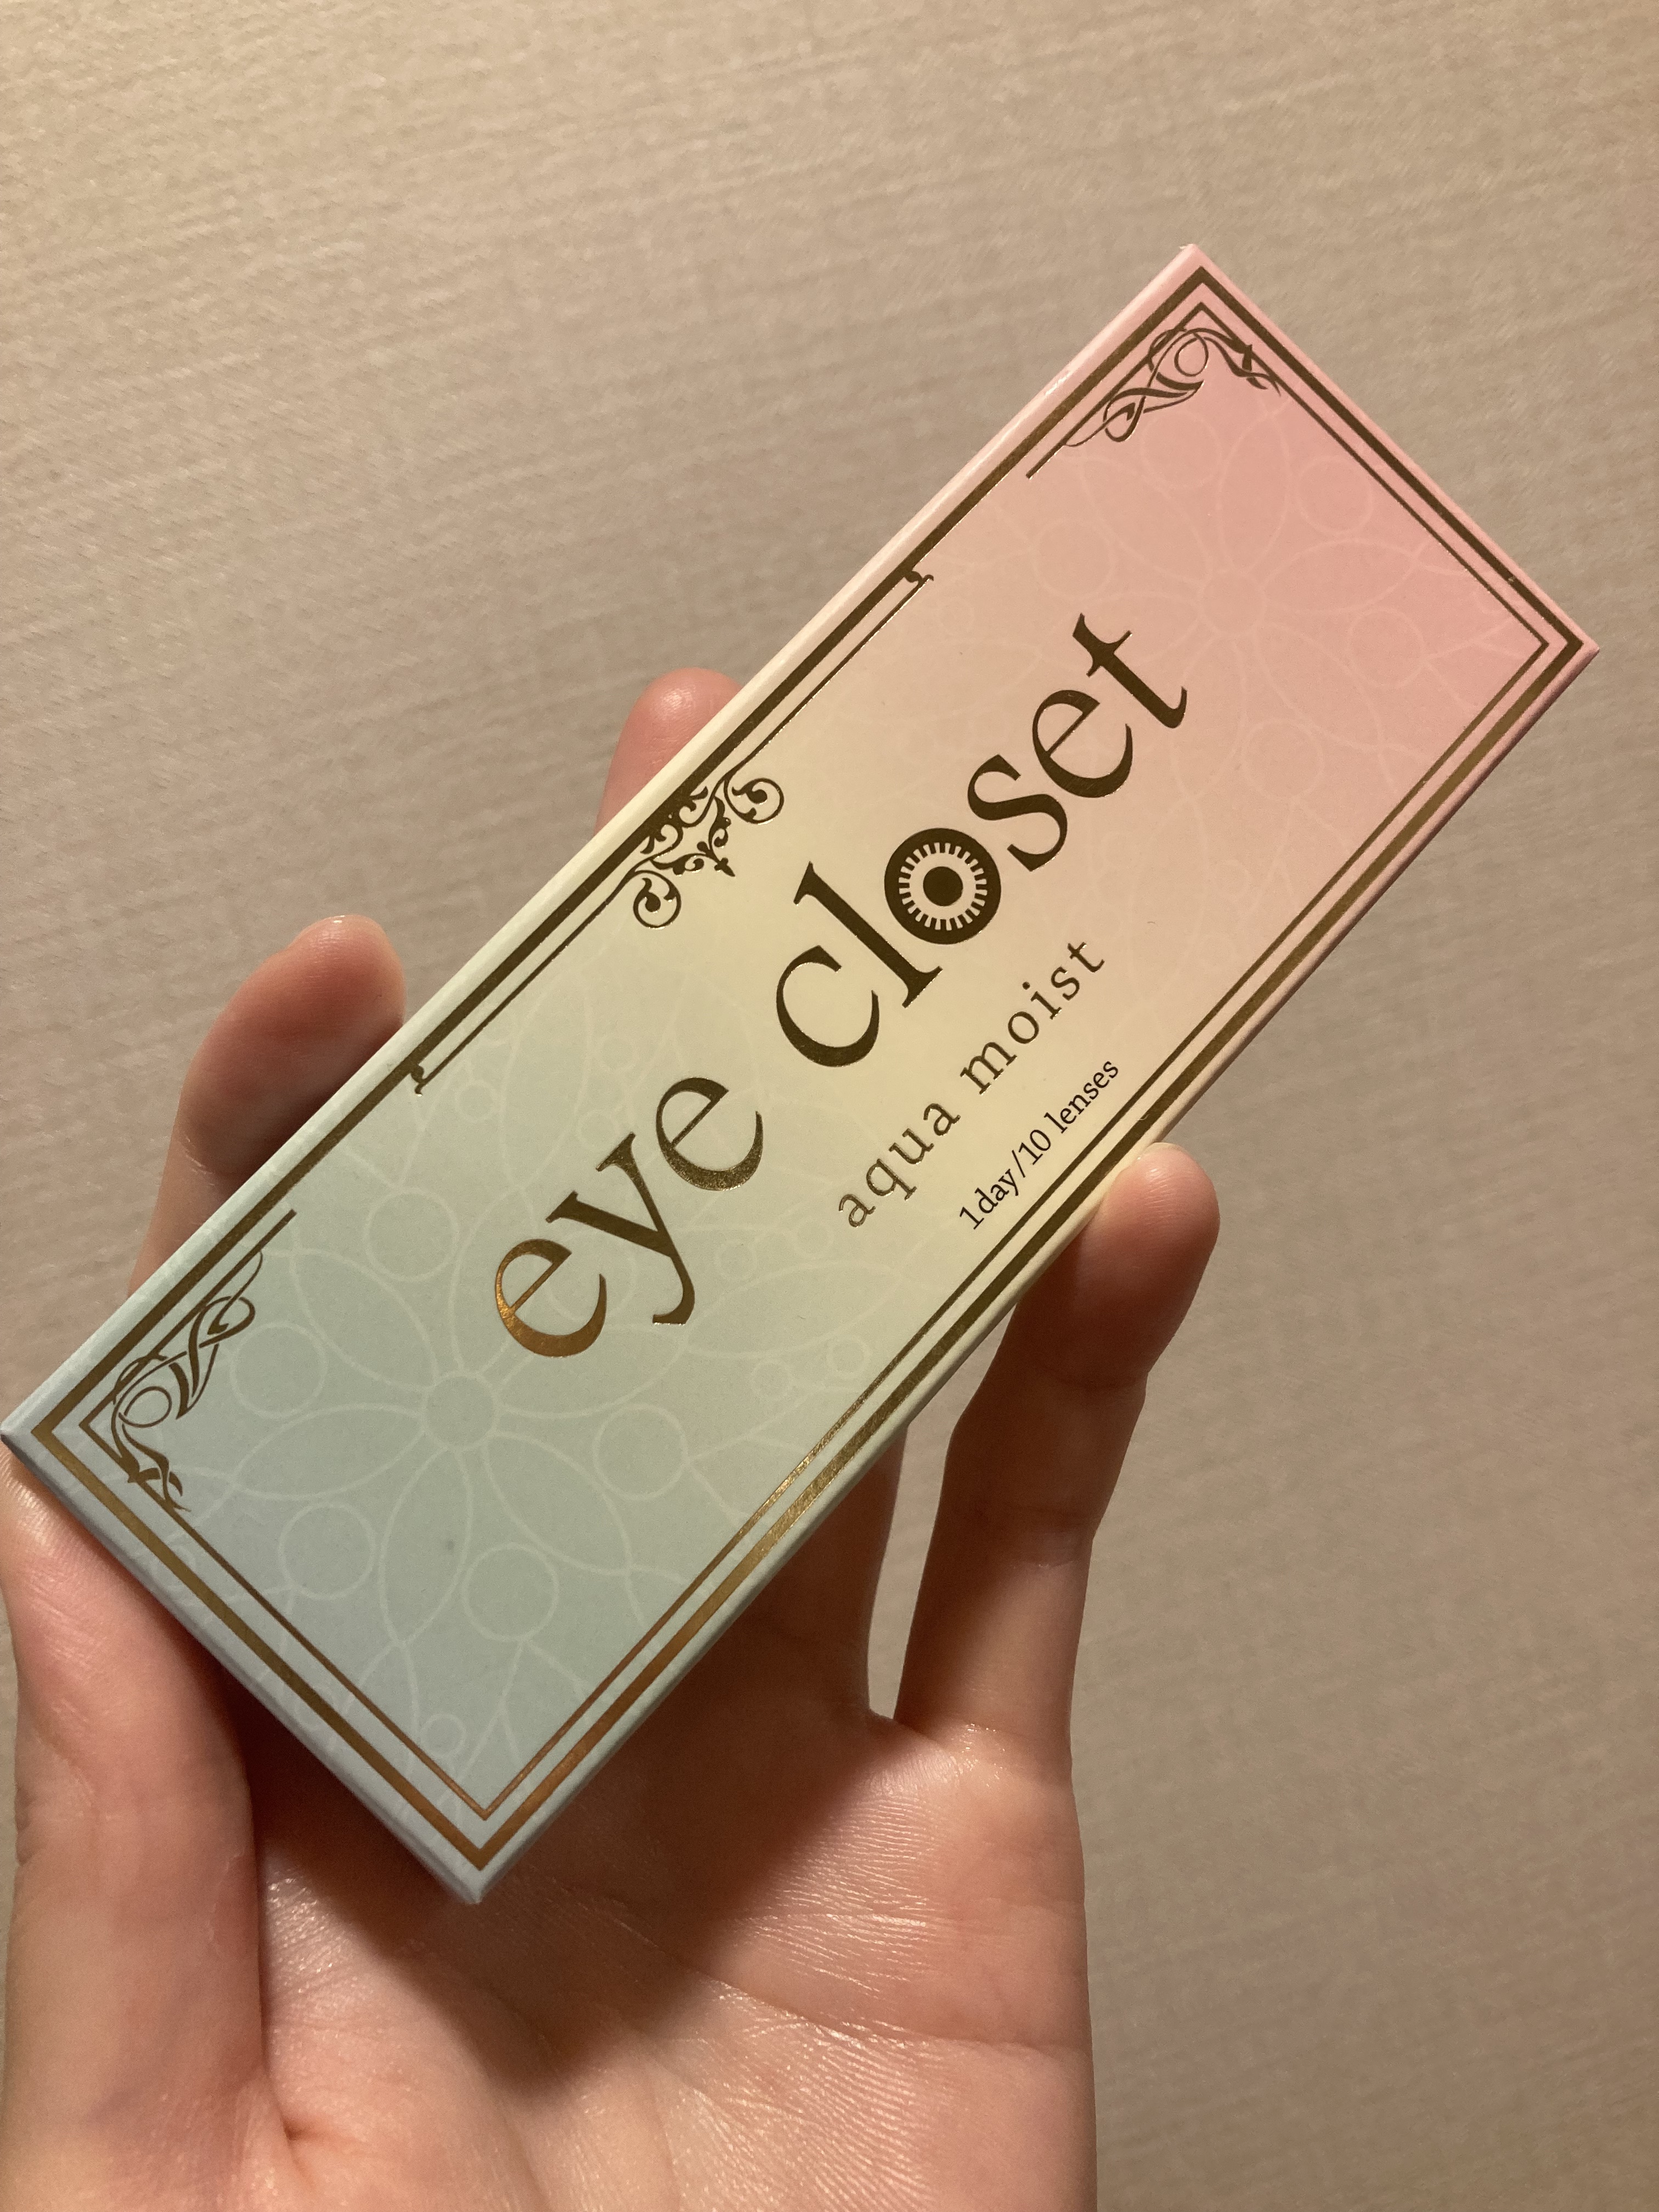 eye closet
aqua moist
1day/10 lenses